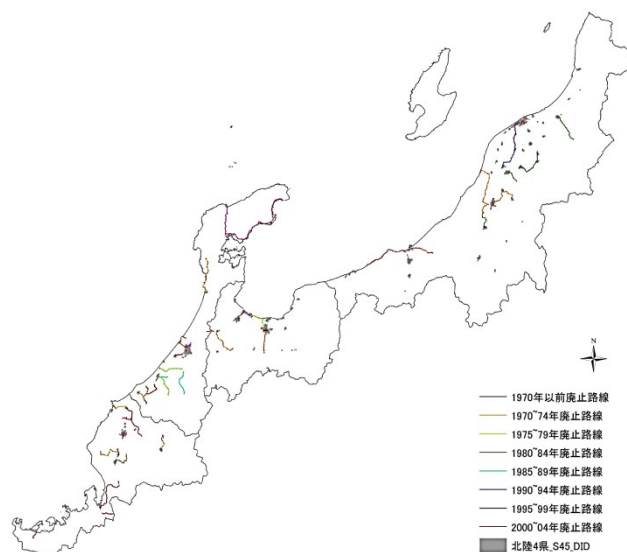 N
1970年以前廃止路線
1970~74年廃止路線
1975~79年廃止路線
1980~84年廃止路線
1985~89年廃止路線
1990~94年廃止路線
1995~99年廃止路線
2000~04年廃止路線
北陸4県_S45_DID